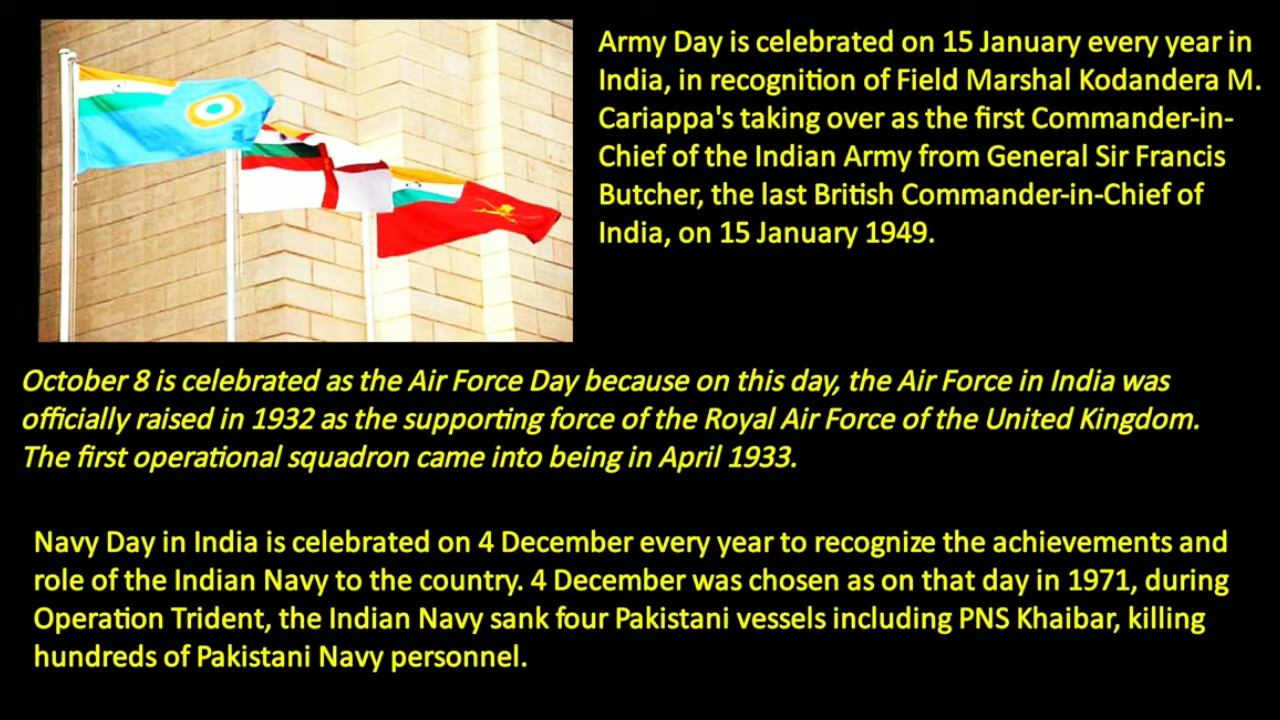 Army Day is celebrated on 15 January every year in
India, in recognition of Field Marshal Kodandera M.
Cariappa's taking over as the first Commander-in-
Chief of the Indian Army from General Sir Francis
Butcher, the last British Commander-in-Chief of
India, on 15 January 1949.
October 8 is celebrated as the Air Force Day because on this day, the Air Force in India was
officially raised in 1932 as the supporting force of the Royal Air Force of the United Kingdom.
The first operational squadron came into being in April 1933.
Navy Day in India is celebrated on 4 December every year to recognize the achievements and
role of the Indian Navy to the country. 4 December was chosen as on that day in 1971, during
Operation Trident, the Indian Navy sank four Pakistani vessels including PNS Khaibar, killing
hundreds of Pakistani Navy personnel.